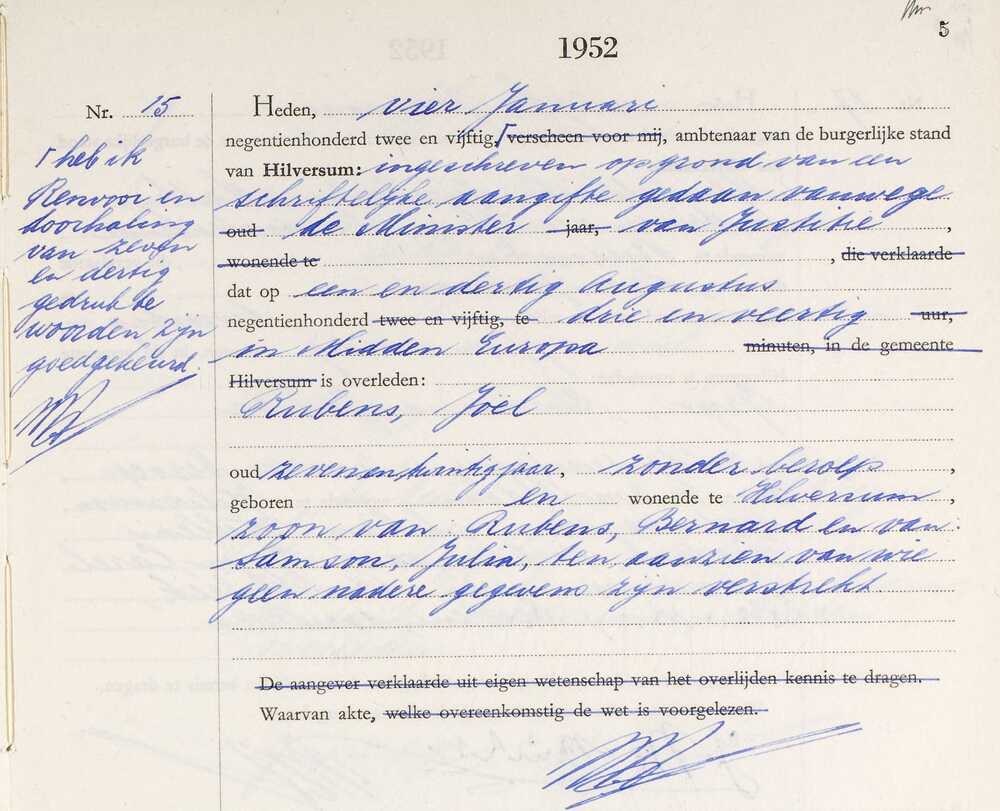 5
1952
Nr. 15
Heden, vier Januari
negentienhonderd twee en vijftig, ⌈verscheen voor mij, ambtenaar van de burgerlijke stand
van Hilversum: ingeschreven op grond van een
schriftelijke aangifte gedaan vanwege
oud de Minister jaar, van Justitie,
wonende te , die verklaarde
dat op een en dertig Augustus
negentienhonderd twee en vijftig, te drie en veertig uur,
in Midden Europa minuten, in de gemeente
Hilversum is overleden:
Rubens, Joël
oud zevenentwintig jaar, zonder beroep,
geboren en wonende te Hilversum,
zoon van Rubens, Bernard en van
Samson, Julia, ten aanzien van wie
geen nadere gegevens zijn verstrekt
De aangever verklaarde uit eigen wetenschap van het overlijden kennis te dragen.
Waarvan akte, welke overeenkomstig de wet is voorgelezen.
⌈heb ik
Renvooi en
doorhaling
van zeven
en dertig
gedrukte
woorden zijn
goedgekeurd.